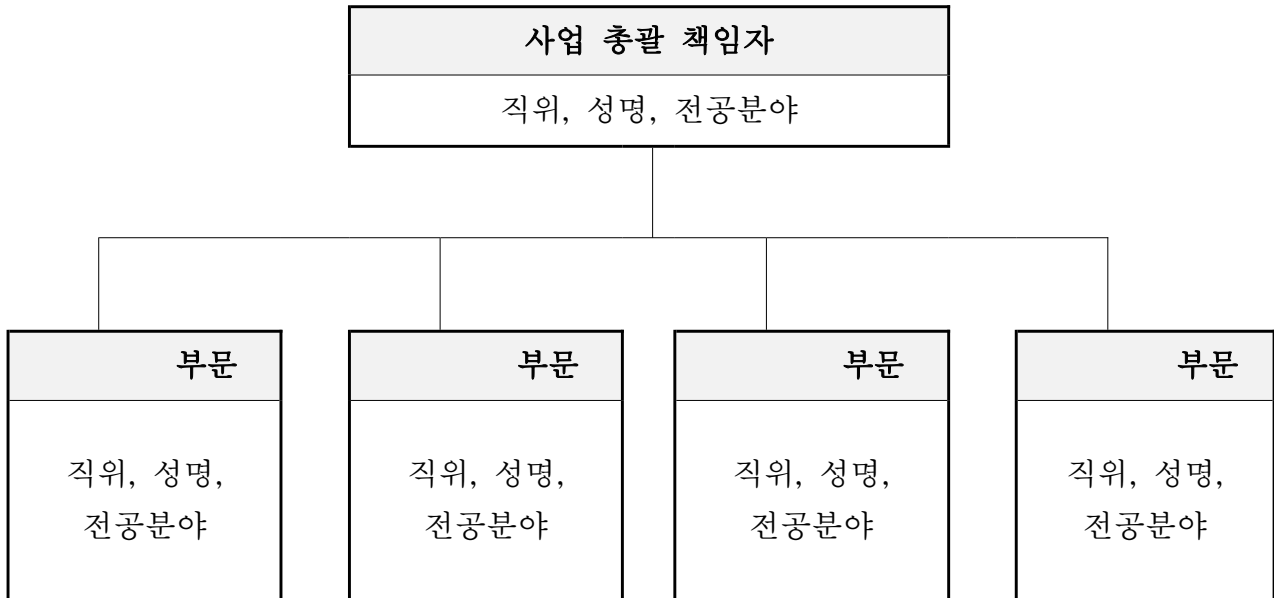 사업 총괄 책임자
직위, 성명, 전공분야
부문
직위, 성명,
전공분야
부문
직위, 성명,
전공분야
부문
직위, 성명,
전공분야
부문
직위, 성명,
전공분야